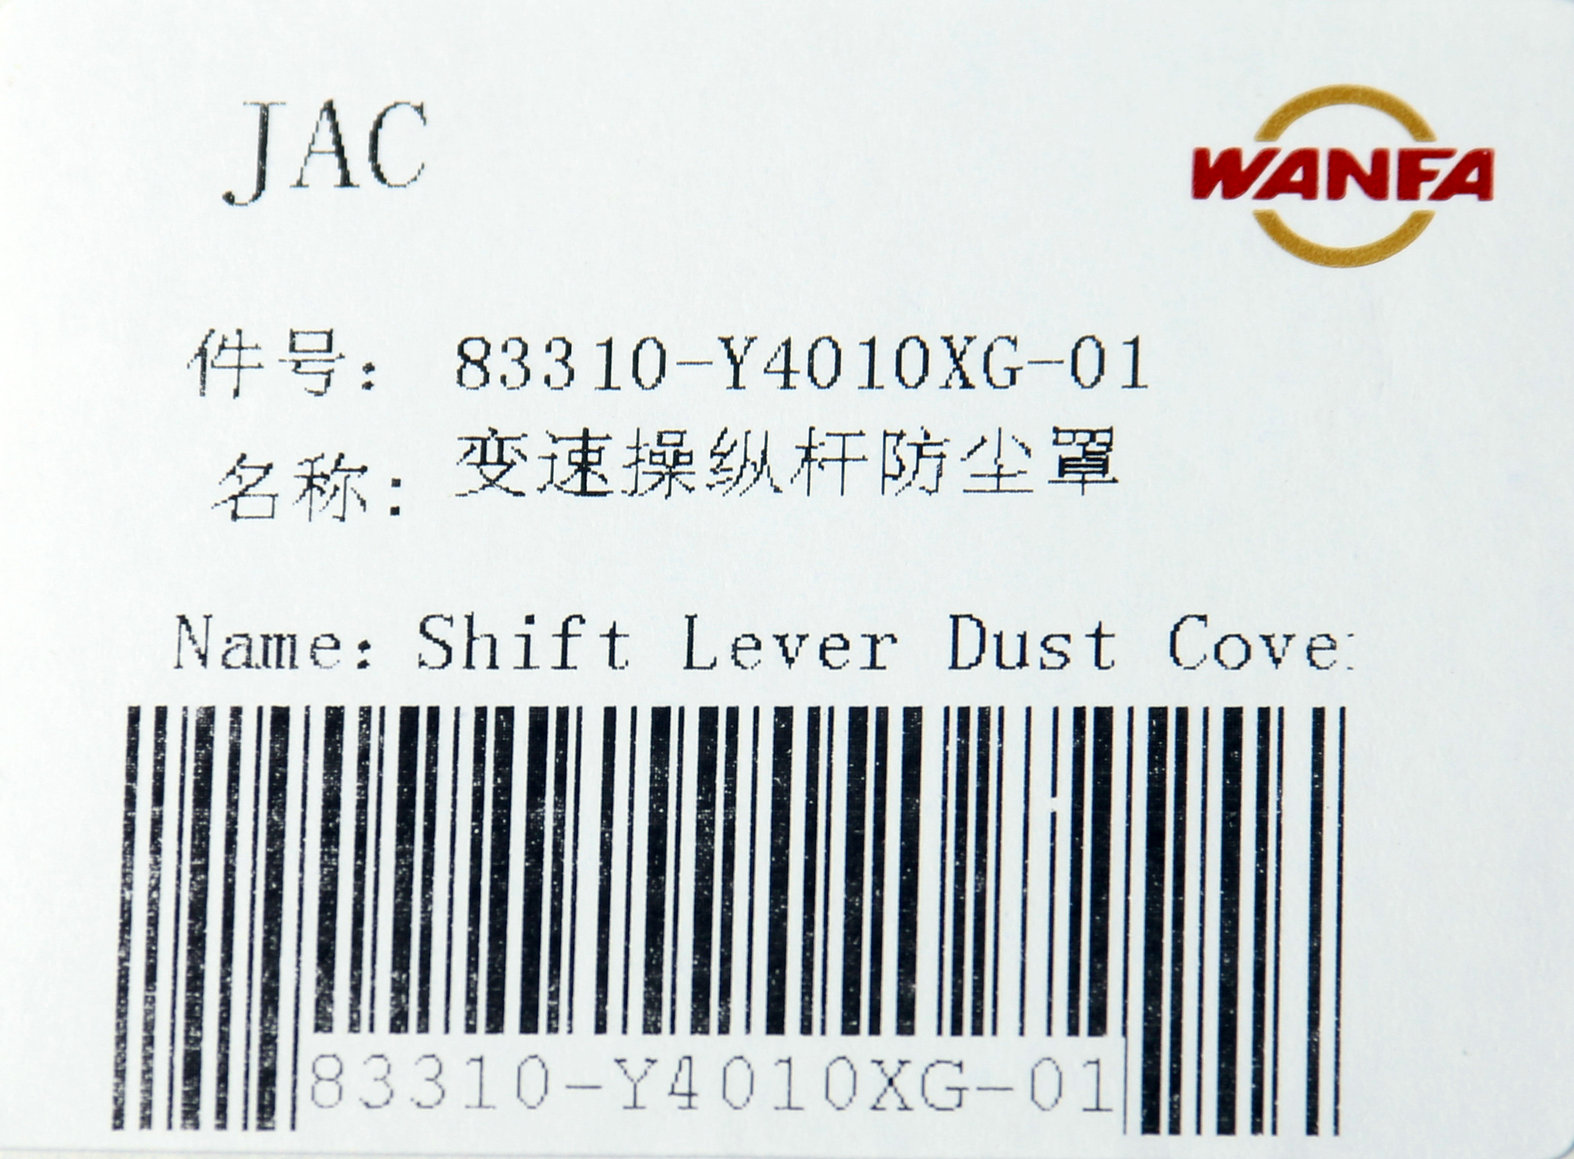 JAC
WANFA
件号: 83310-Y4010XG-01
名称: 变速操纵杆防尘罩
Name: Shift Lever Dust Cove
83310-Y4010XG-01